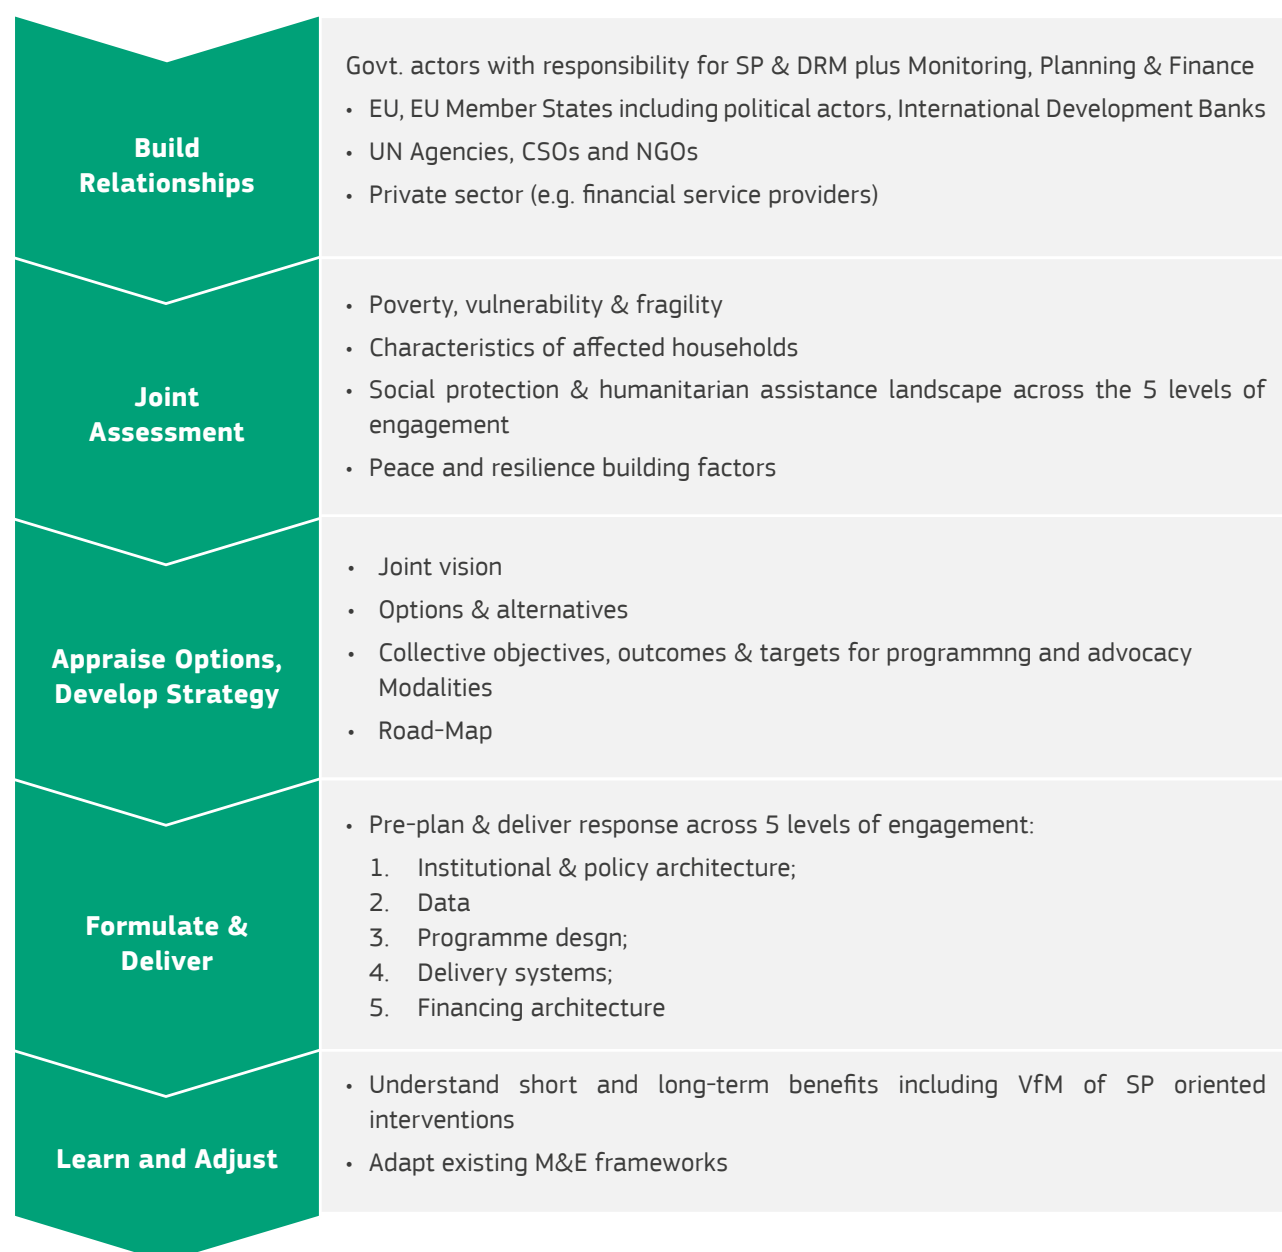 Build
Relationships
Govt. actors with responsibility for SP & DRM plus Monitoring, Planning & Finance
• EU, EU Member States including political actors, International Development Banks
• UN Agencies, CSOs and NGOs
• Private sector (e.g. financial service providers)
Joint
Assessment
• Poverty, vulnerability & fragility
• Characteristics of affected households
• Social protection & humanitarian assistance landscape across the 5 levels of
engagement
• Peace and resilience building factors
Appraise Options,
Develop Strategy
• Joint vision
• Options & alternatives
• Collective objectives, outcomes & targets for programmng and advocacy
Modalities
• Road-Map
Formulate &
Deliver
• Pre-plan & deliver response across 5 levels of engagement:
1. Institutional & policy architecture;
2. Data
3. Programme desgn;
4. Delivery systems;
5. Financing architecture
Learn and Adjust
• Understand short and long-term benefits including VfM of SP oriented
interventions
• Adapt existing M&E frameworks